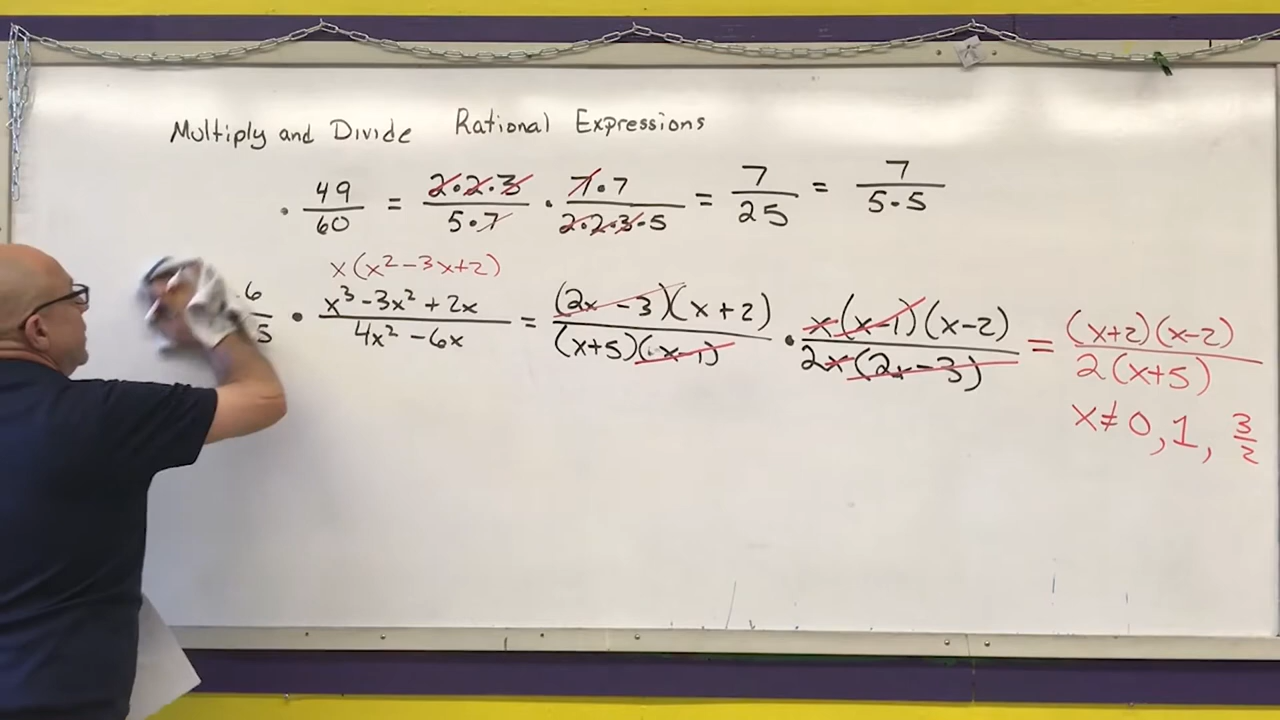 Multiply and Divide Rational Expressions
· 49/60 = 2·2·3/5·7 · 7·7/2·2·3·5 = 7/25 = 7/5·5
x(x²-3x+2)
6/5 · x³-3x²+2x/4x²-6x = (2x-3)(x+2)/(x+5)(x-1) · x(x-1)(x-2)/2x(2x-3) = (x+2)(x-2)/2(x+5)
x≠0,1, 3/2